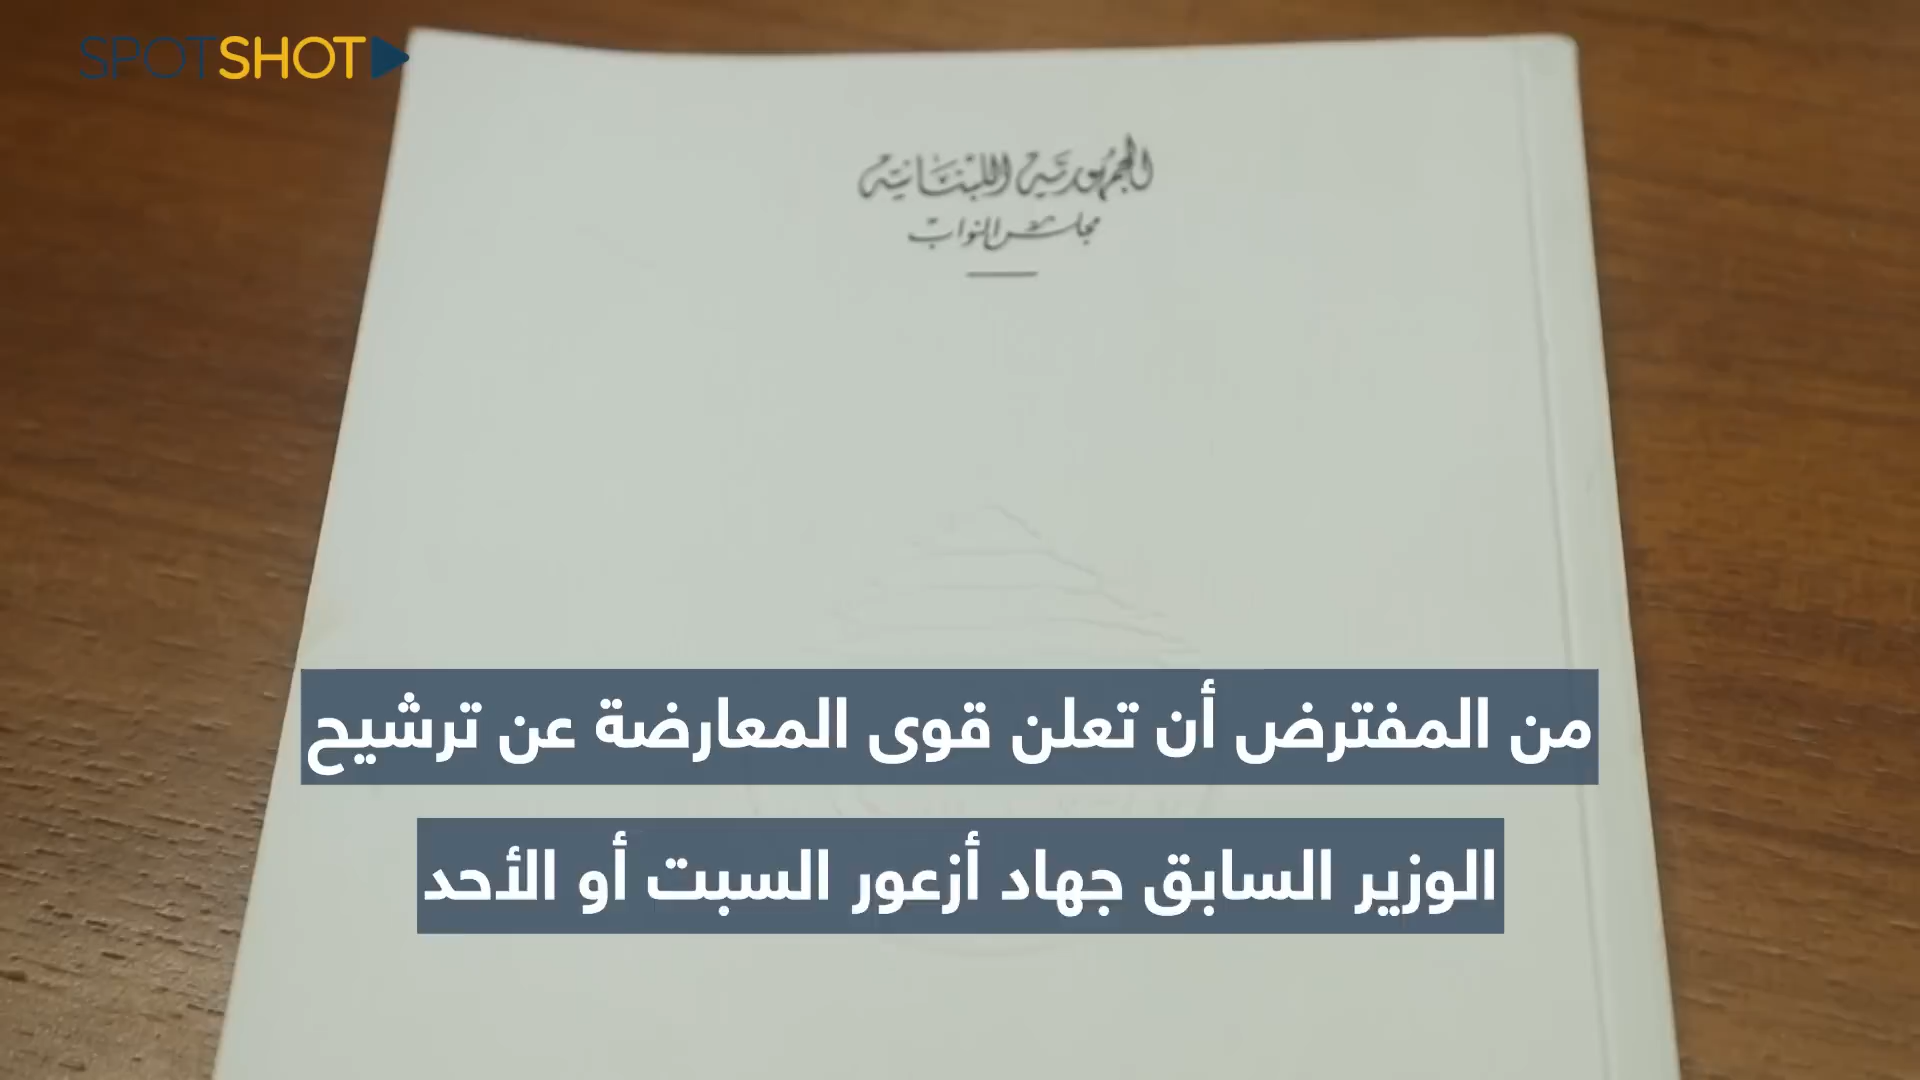 SPOTSHOT
الجمهورية اللبنانية
مجلس النواب
من المفترض أن تعلن قوى المعارضة عن ترشيح
الوزير السابق جهاد أزعور السبت أو الأحد